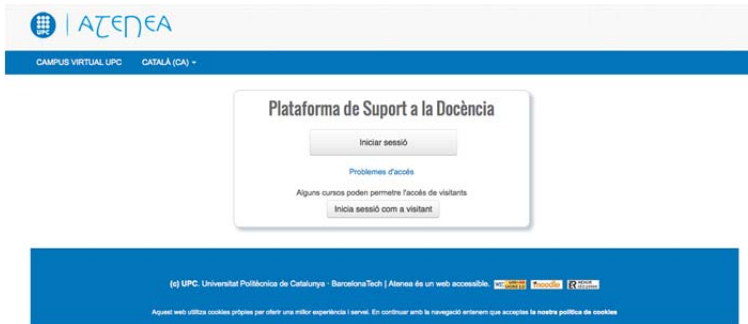 UPC | ATENEA
CAMPUS VIRTUAL UPC CATALÀ (CA)
Plataforma de Suport a la Docència
Iniciar sessió
Problemes d'accés
Alguns cursos poden permetre l'accés de visitants
Inicia sessió com a visitant
(c) UPC. Universitat Politècnica de Catalunya · BarcelonaTech | Atenea és un web accessible. moodle
Aquest web utilitza cookies pròpies per oferir una millor experiència i servei. En continuar amb la navegació entenem que acceptes la nostra política de cookies